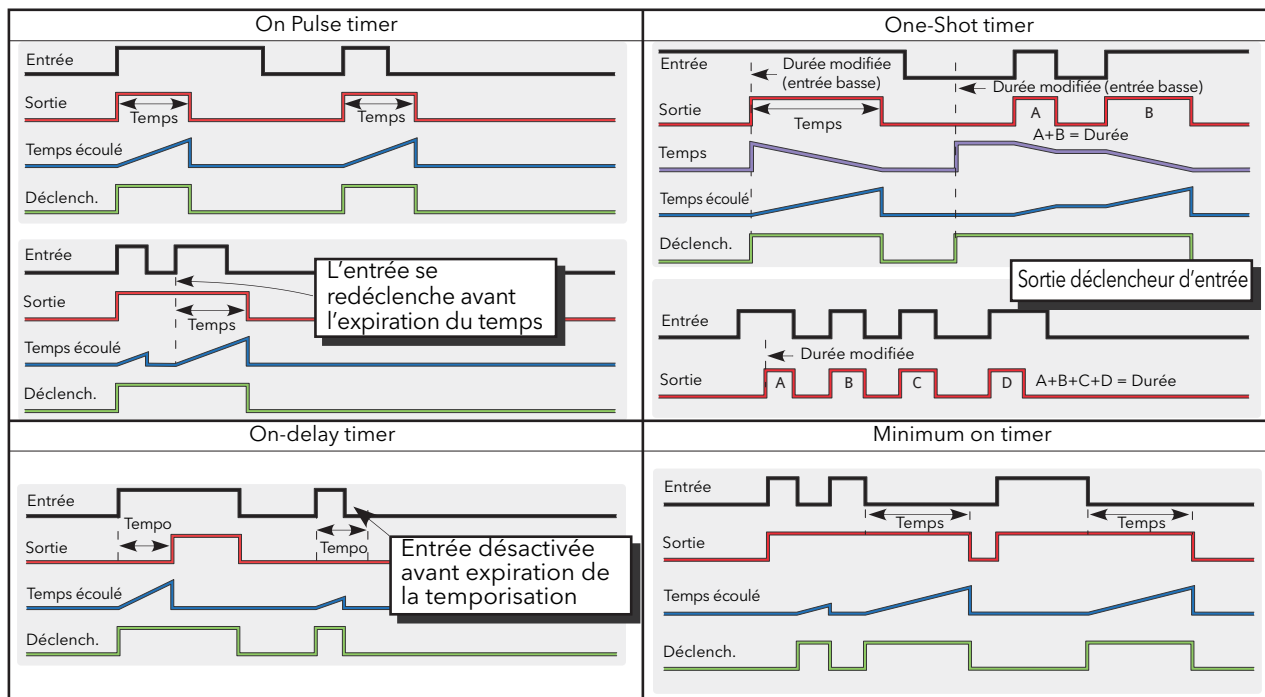 On Pulse timer
Entrée
Sortie
Temps
Temps
Temps écoulé
Déclench.
Entrée
L'entrée se
redéclenche avant
l'expiration du temps
Sortie
Temps
Temps écoulé
Déclench.
One-Shot timer
Entrée
Durée modifiée
(entrée basse)
Durée modifiée (entrée basse)
Sortie
Temps
A
B
A+B = Durée
Temps
Temps écoulé
Déclench.
Sortie déclencheur d'entrée
Entrée
Durée modifiée
Sortie
A
B
C
D
A+B+C+D = Durée
On-delay timer
Entrée
Tempo
Tempo
Sortie
Entrée désactivée
avant expiration de
la temporisation
Temps écoulé
Déclench.
Minimum on timer
Entrée
Temps
Temps
Sortie
Temps écoulé
Déclench.